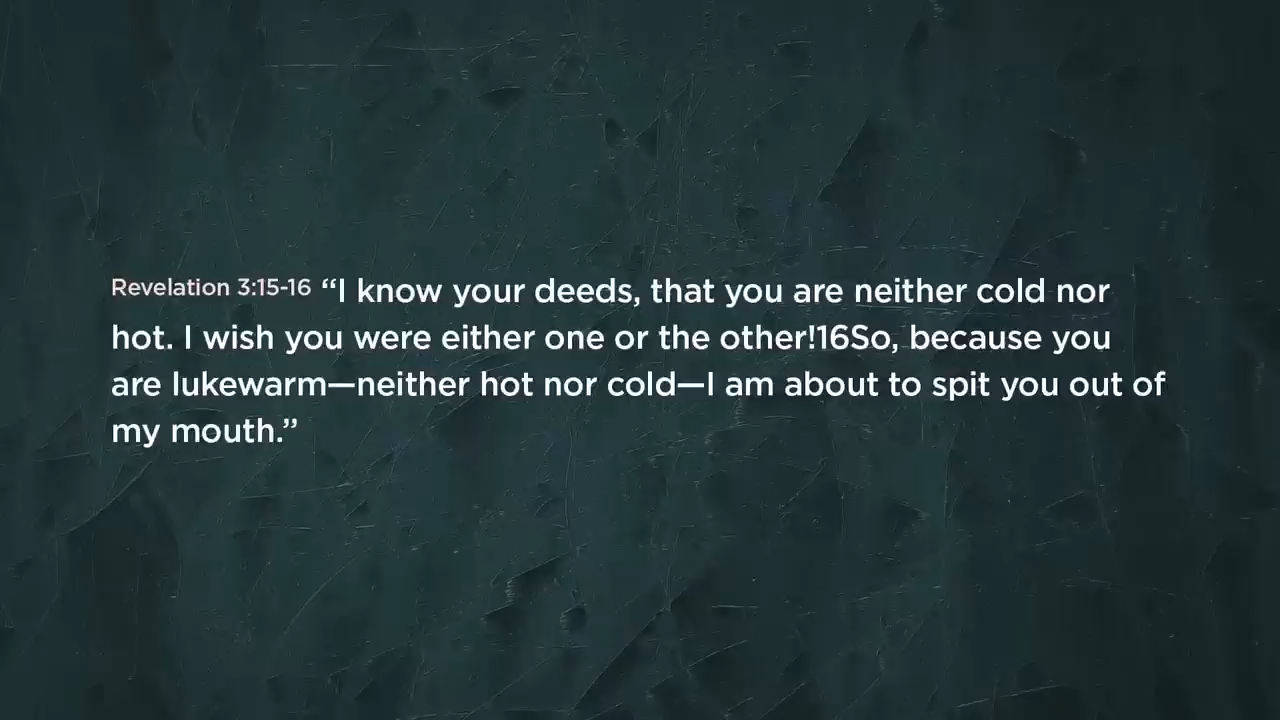 Revelation 3:15-16 “I know your deeds, that you are neither cold nor
hot. I wish you were either one or the other!16So, because you
are lukewarm—neither hot nor cold—I am about to spit you out of
my mouth.”